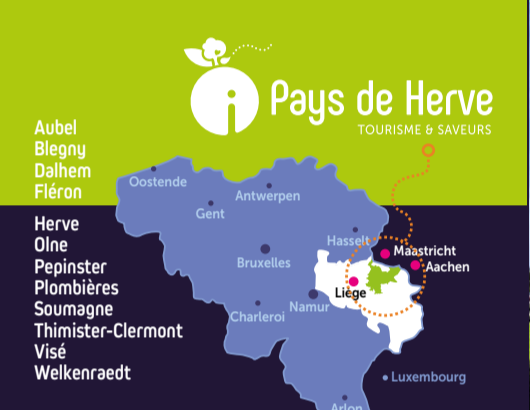 Pays de Herve
TOURISME & SAVEURS
Aubel
Blegny
Dalhem
Fléron
Herve
Olne
Pepinster
Plombières
Soumagne
Thimister-Clermont
Visé
Welkenraedt
Oostende
Antwerpen
Gent
Hasselt
Maastricht
Bruxelles
Aachen
Liège
Namur
Charleroi
Luxembourg
Arlon